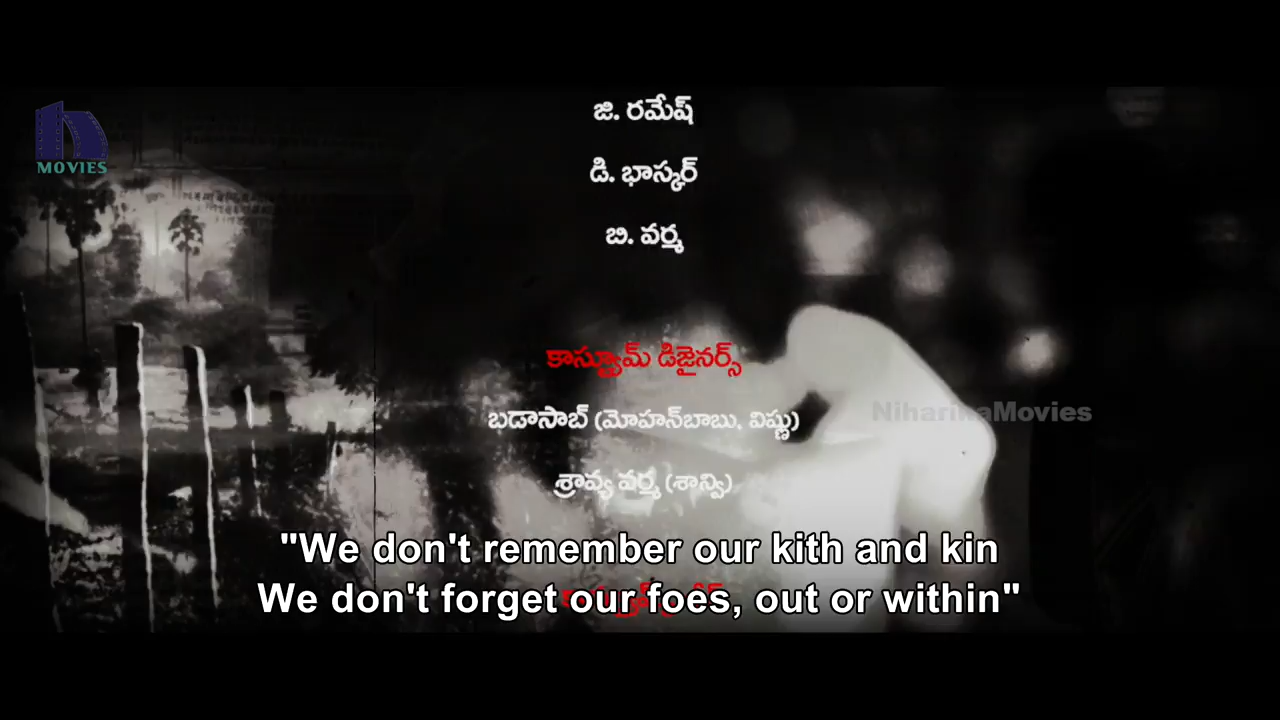 MOVIES
జి. రమేష్
డి. భాస్కర్
బి. వర్మ
కాస్ట్యూమ్ డిజైనర్స్
బడాసాబ్ (మోహన్‌బాబు, విష్ణు)
NiharikaMovies
శ్రావ్య వర్మ (శాన్వి)
"We don't remember our kith and kin
We don't forget our foes, out or within"